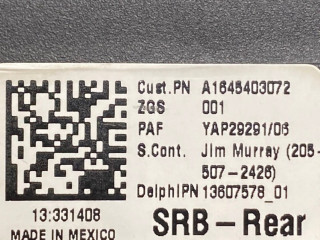 Cust.PN A1645403072
ZGS 001
PAF YAP29291/06
S.Cont. Jim Murray (205-
507-2426)
DelphiPN 13607578_01
13:331408
SRB-Rear
MADE IN MEXICO